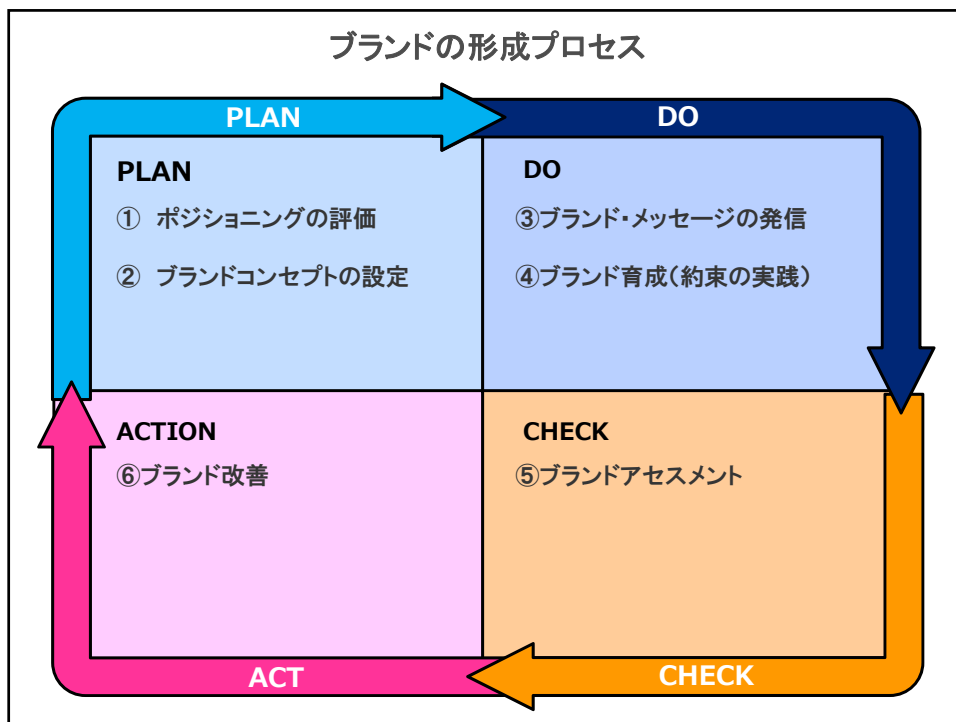 ブランドの形成プロセス
PLAN
DO
PLAN
① ポジショニングの評価
② ブランドコンセプトの設定
DO
③ブランド・メッセージの発信
④ブランド育成(約束の実践)
ACTION
⑥ブランド改善
CHECK
⑤ブランドアセスメント
ACT
CHECK